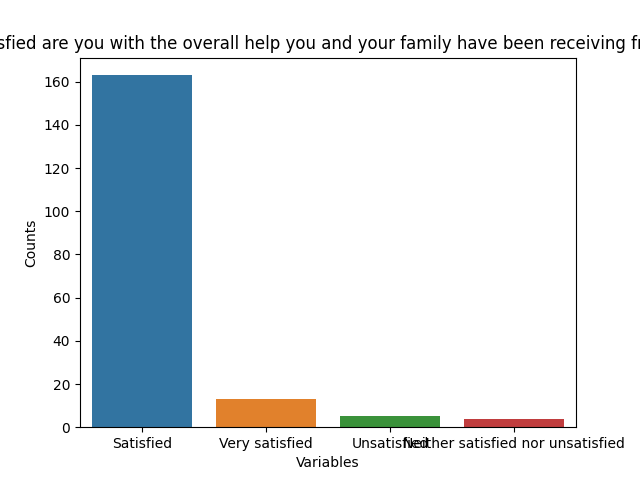 sfied are you with the overall help you and your family have been receiving fr
160
140
120
100
80
60
40
20
0
Counts
Satisfied
Very satisfied
Unsatisfied
Neither satisfied nor unsatisfied
Variables